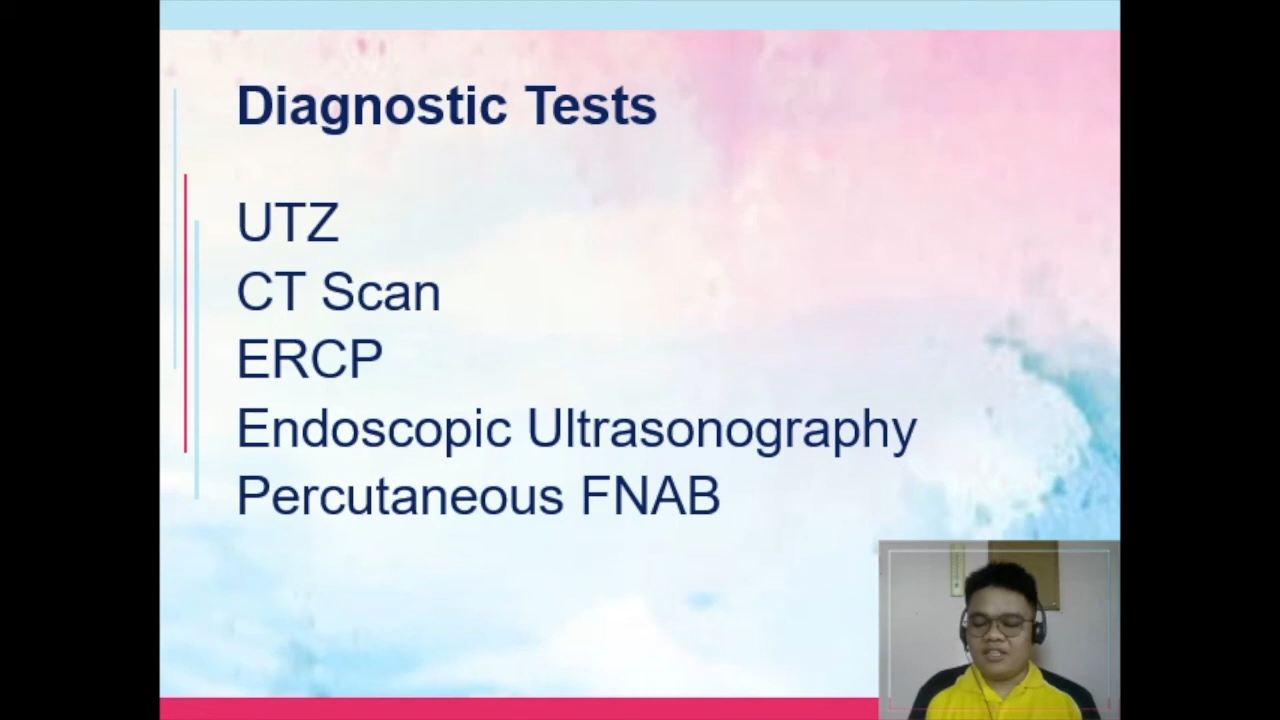 Diagnostic Tests
UTZ
CT Scan
ERCP
Endoscopic Ultrasonography
Percutaneous FNAB